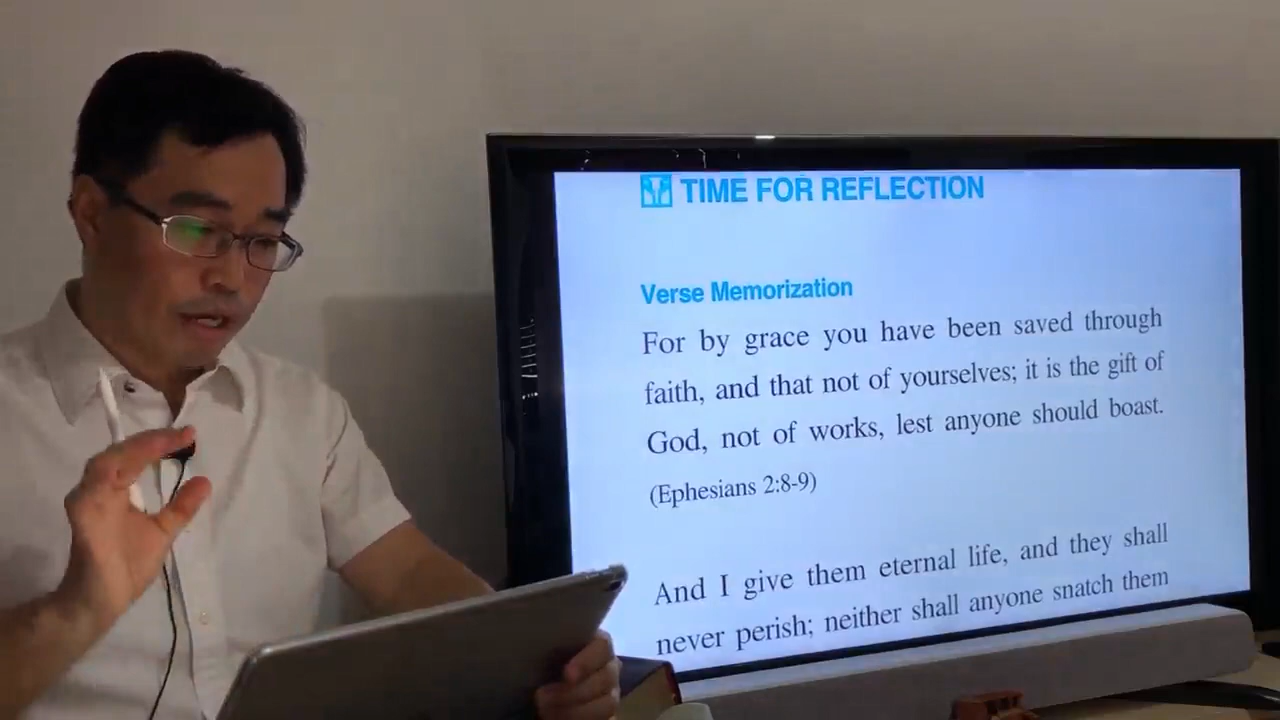 TIME FOR REFLECTION
Verse Memorization
For by grace you have been saved through
faith, and that not of yourselves; it is the gift of
God, not of works, lest anyone should boast.
(Ephesians 2:8-9)
And I give them eternal life, and they shall
never perish; neither shall anyone snatch them